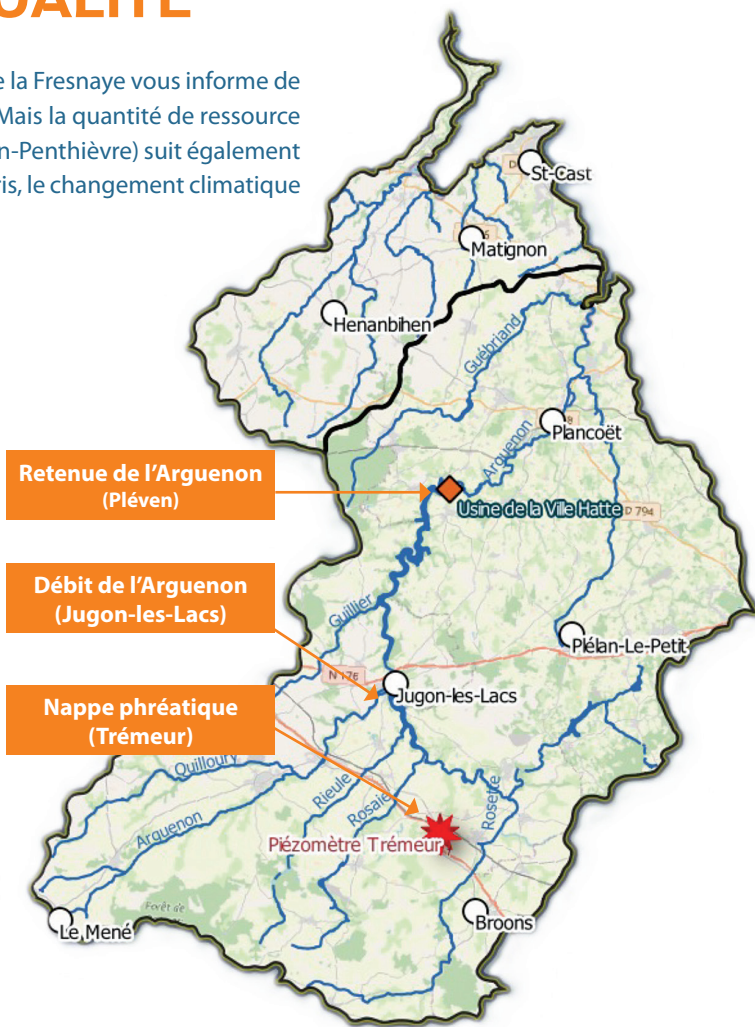 UALITÉ
e la Fresnaye vous informe de
Mais la quantité de ressource
n-Penthièvre) suit également
ris, le changement climatique
St-Cast
Matignon
Henanbihen
Guébriand
Plancoët
Arguenon
Retenue de l’Arguenon
(Pléven)
Usine de la Ville Hatte
D 794
Débit de l’Arguenon
(Jugon-les-Lacs)
Guillier
Plélan-Le-Petit
N 176
Jugon-les-Lacs
Nappe phréatique
(Trémeur)
Quilloury
Rieule
Rosaie
Rosette
Arguenon
Piézomètre Trémeur
Forêt de
Le Mené
Broons